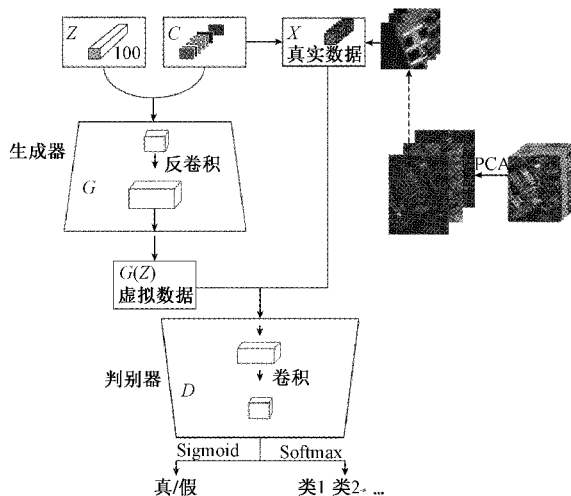 Z
100
C
X
真实数据
生成器
反卷积
G
PCA
G(Z)
虚拟数据
判别器
卷积
D
Sigmoid
Softmax
真/假
类1 类2 ...